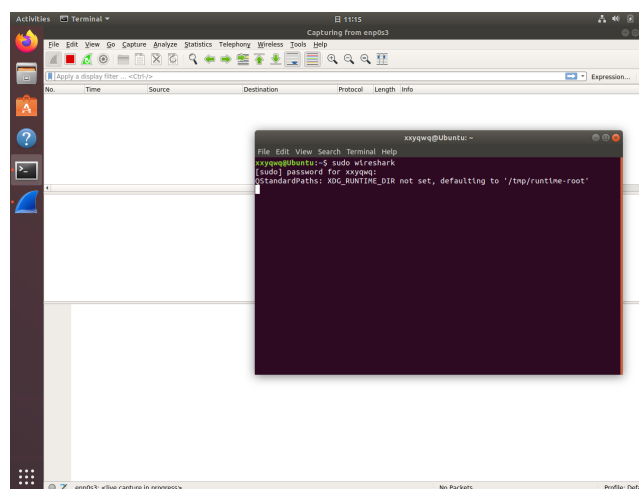 Activities Terminal 日 11:15
Capturing from enp0s3
File Edit View Go Capture Analyze Statistics Telephony Wireless Tools Help
Apply a display filter ... <Ctrl-/> Expression...
No. Time Source Destination Protocol Length Info
xxyqwq@Ubuntu: ~
File Edit View Search Terminal Help
xxyqwq@Ubuntu:~$ sudo wireshark
[sudo] password for xxyqwq:
QStandardPaths: XDG_RUNTIME_DIR not set, defaulting to '/tmp/runtime-root'
enp0s3: <live capture in progress> No Packets Profile: Def